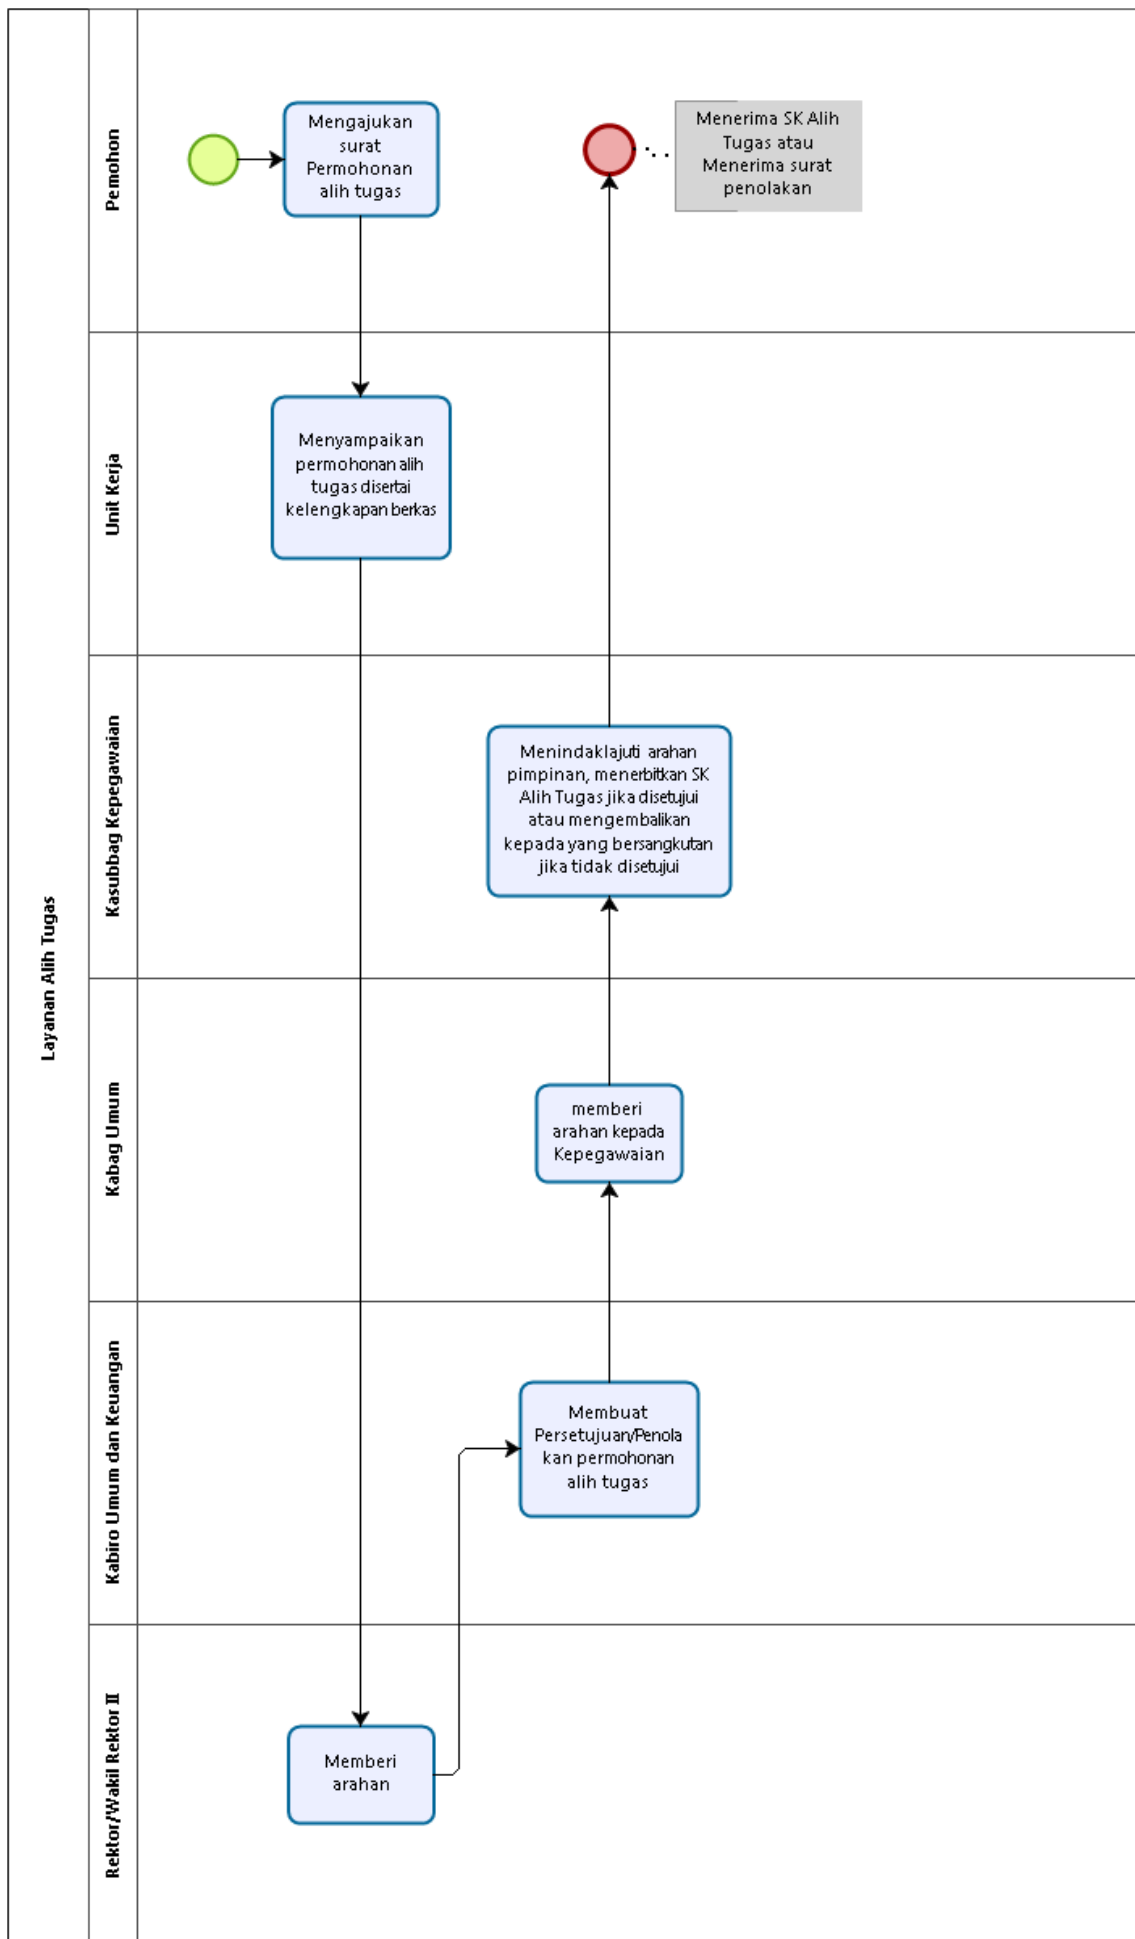 Layanan Alih Tugas
Pemohon
Mengajukan
surat
Permohonan
alih tugas
Menerima SK Alih
Tugas atau
Menerima surat
penolakan
Unit Kerja
Menyampaikan
permohonan alih
tugas disertai
kelengkapan berkas
Kasubbag Kepegawaian
Menindaklajuti arahan
pimpinan, menerbitkan SK
Alih Tugas jika disetujui
atau mengembalikan
kepada yang bersangkutan
jika tidak disetujui
Kabag Umum
memberi
arahan kepada
Kepegawaian
Kabiro Umum dan Keuangan
Membuat
Persetujuan/Penola
kan permohonan
alih tugas
Rektor/Wakil Rektor II
Memberi
arahan